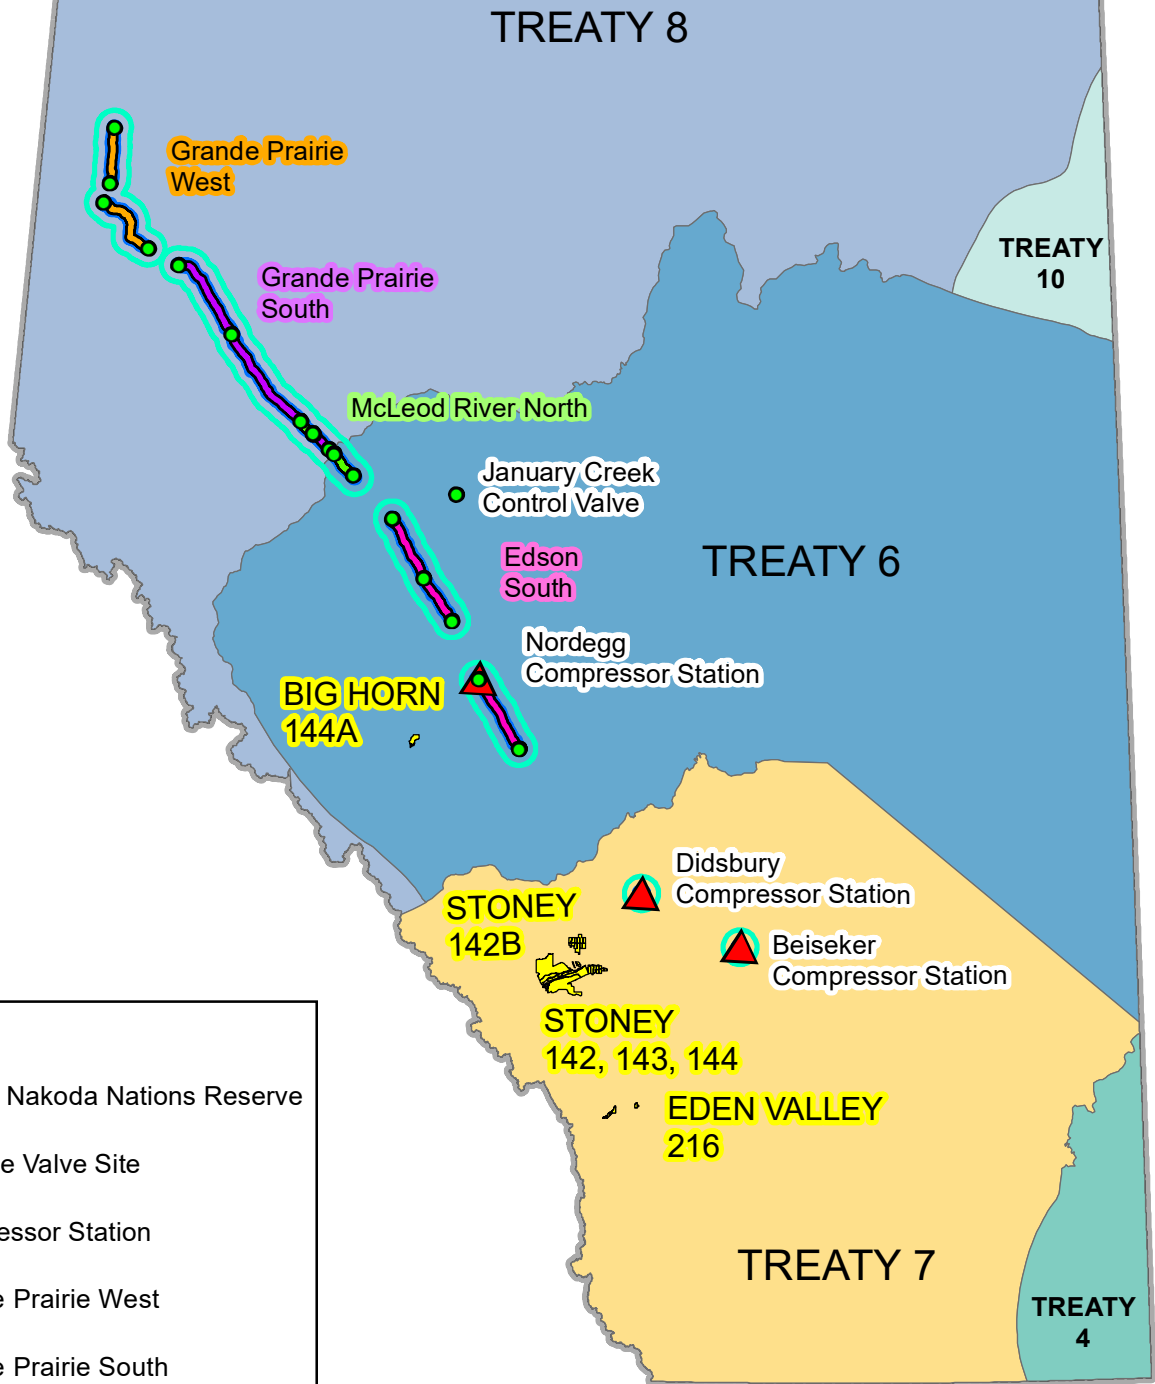 TREATY 8
Grande Prairie
West
TREATY
10
Grande Prairie
South
McLeod River North
January Creek
Control Valve
Edson
South
TREATY 6
Nordegg
Compressor Station
BIG HORN
144A
Didsbury
Compressor Station
STONEY
142B
Beiseker
Compressor Station
STONEY
142, 143, 144
EDEN VALLEY
216
Nakoda Nations Reserve
e Valve Site
essor Station
e Prairie West
e Prairie South
TREATY 7
TREATY
4